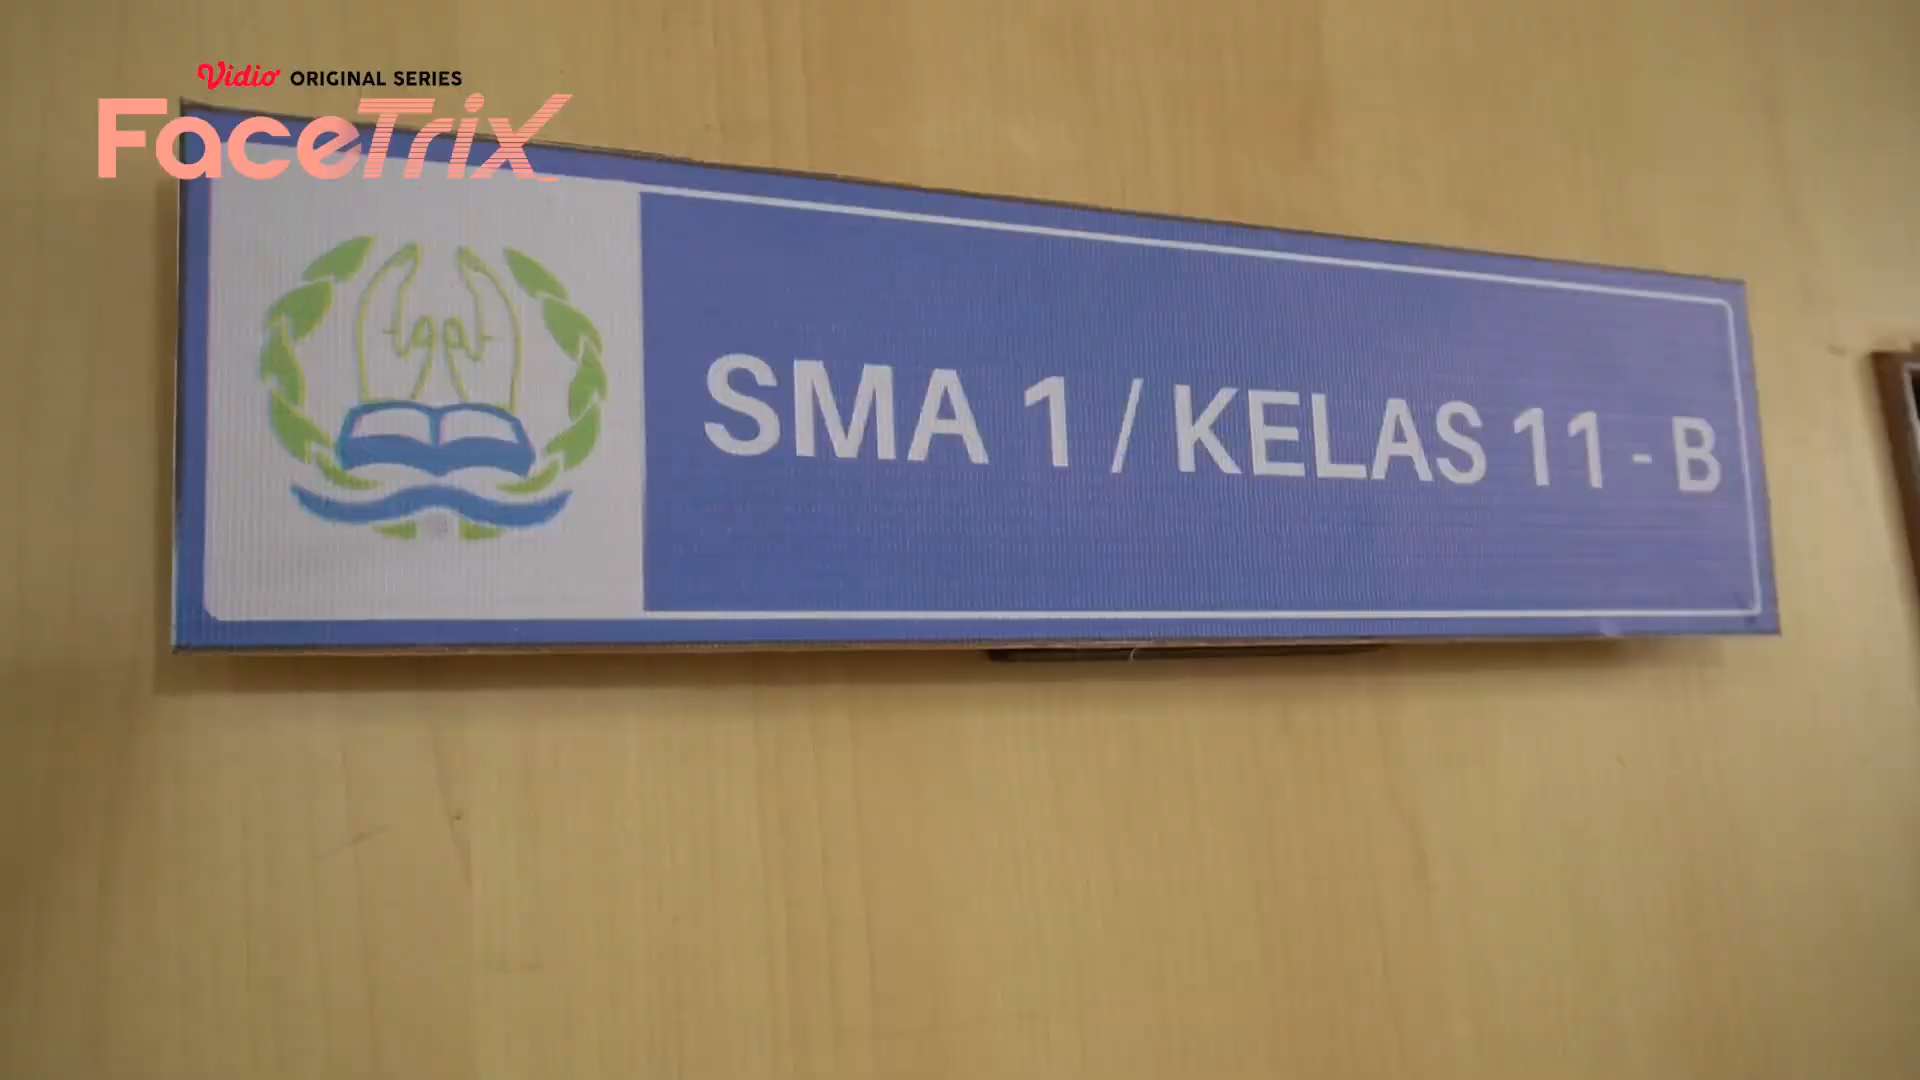 Vidio ORIGINAL SERIES
FaceTrix
SMA 1 / KELAS 11 - B